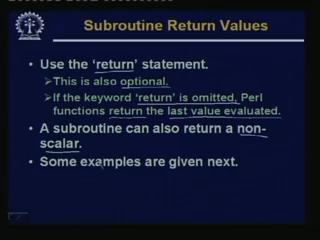 Subroutine Return Values
• Use the ‘return’ statement.
➢This is also optional.
➢If the keyword ‘return’ is omitted, Perl
functions return the last value evaluated.
• A subroutine can also return a non-
scalar.
• Some examples are given next.